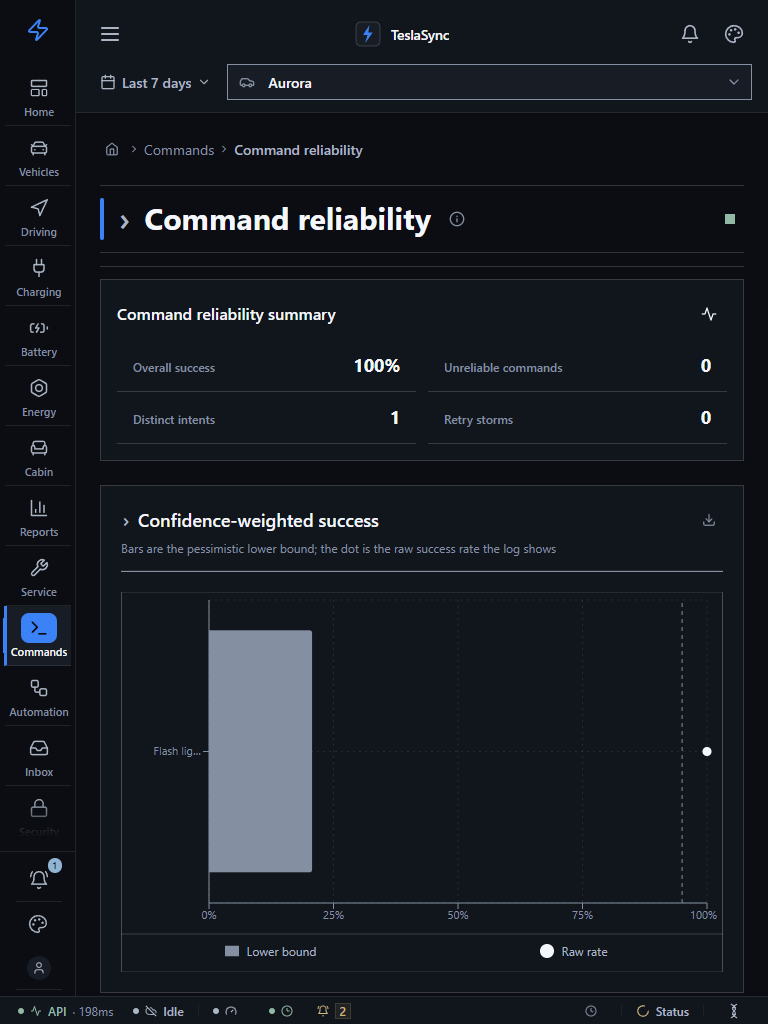 TeslaSync
Last 7 days
Aurora
Home
Vehicles
Driving
Charging
Battery
Energy
Cabin
Reports
Service
Commands
Automation
Inbox
Security
1
Commands
Command reliability
Command reliability
Command reliability summary
Overall success 100%
Unreliable commands 0
Distinct intents 1
Retry storms 0
Confidence-weighted success
Bars are the pessimistic lower bound; the dot is the raw success rate the log shows
Flash lig...
0% 25% 50% 75% 100%
Lower bound Raw rate
API · 198ms Idle 2 Status